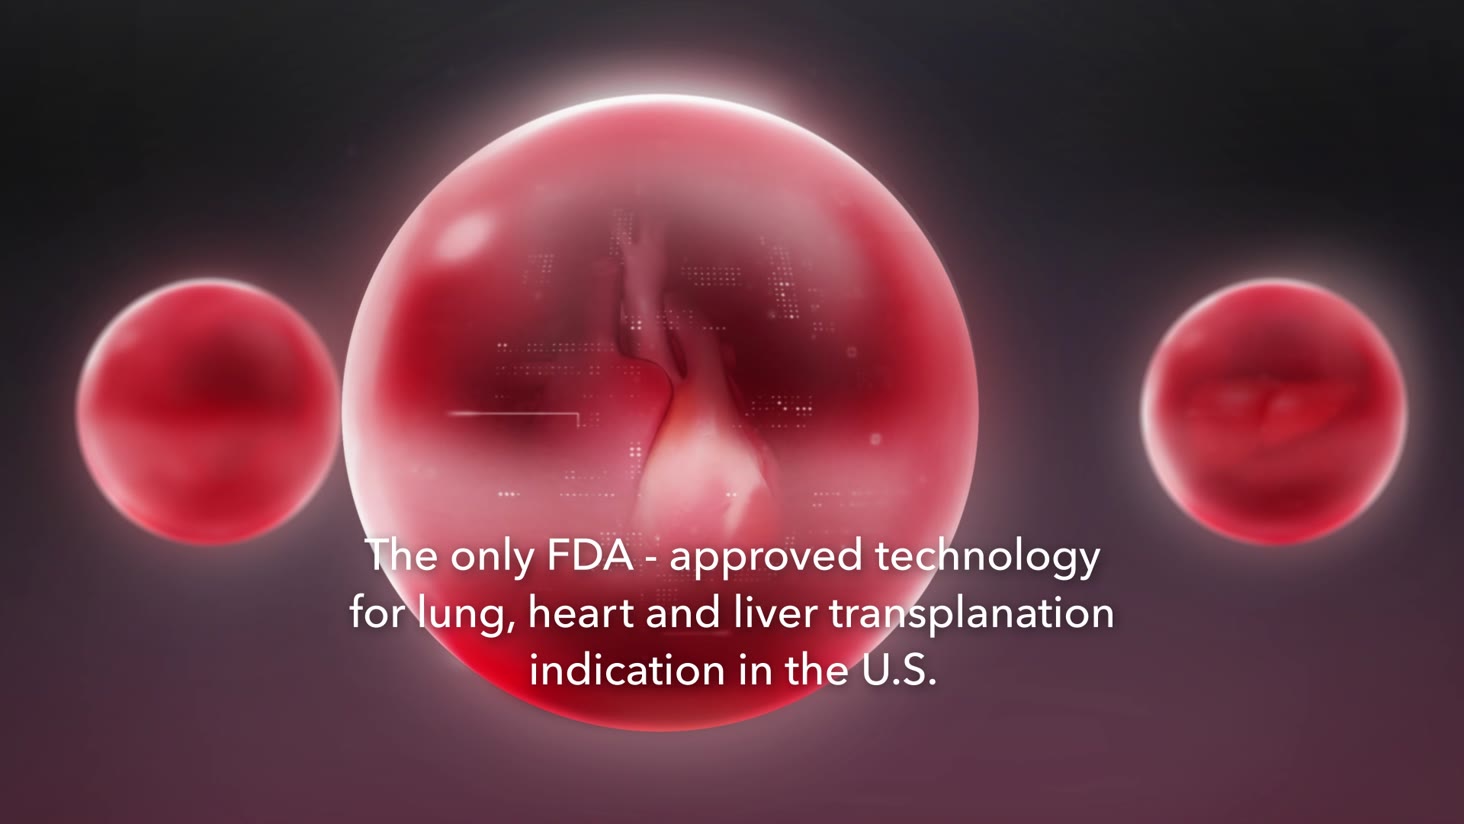 The only FDA - approved technology
for lung, heart and liver transplanation
indication in the U.S.